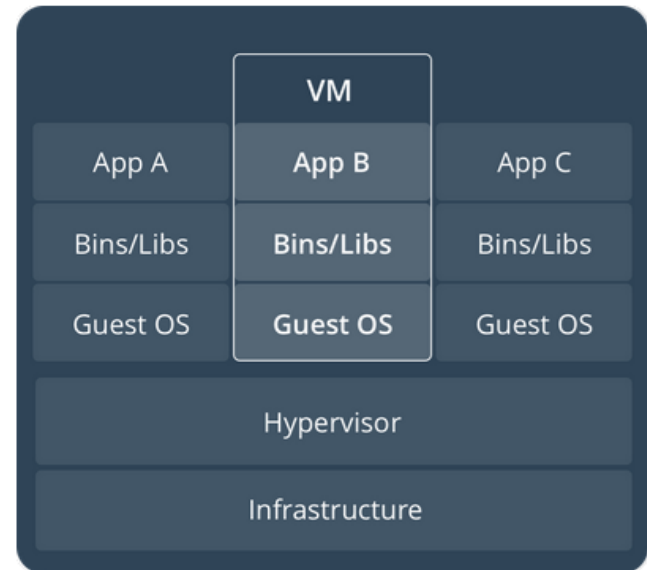 VM
App A
App B
App C
Bins/Libs
Bins/Libs
Bins/Libs
Guest OS
Guest OS
Guest OS
Hypervisor
Infrastructure